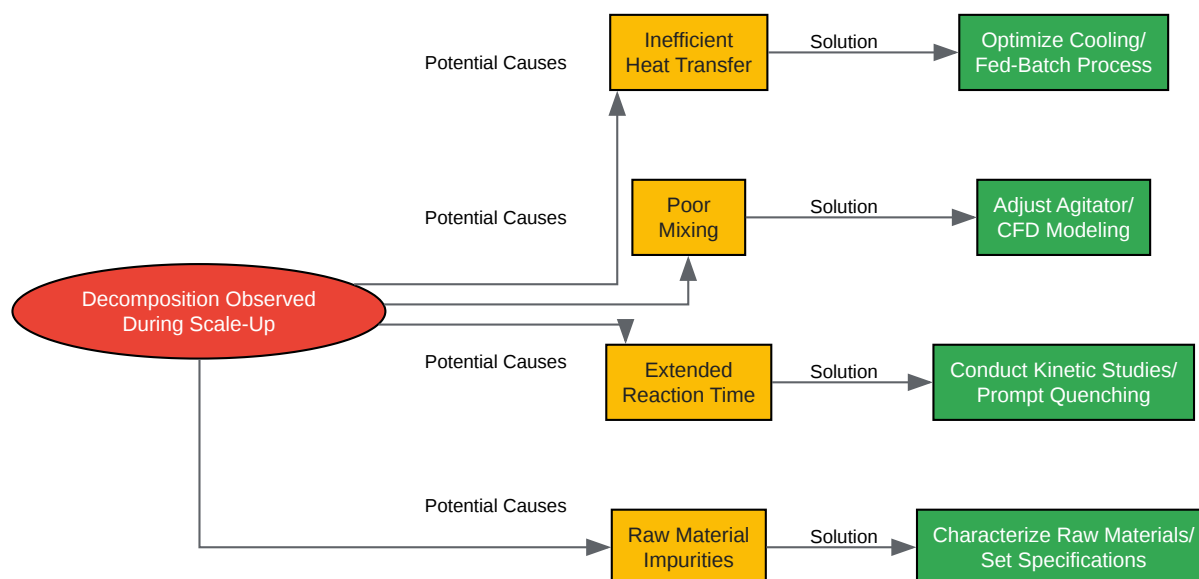 Potential Causes
Inefficient
Heat Transfer
Solution
Optimize Cooling/
Fed-Batch Process
Potential Causes
Poor
Mixing
Solution
Adjust Agitator/
CFD Modeling
Decomposition Observed
During Scale-Up
Potential Causes
Extended
Reaction Time
Solution
Conduct Kinetic Studies/
Prompt Quenching
Potential Causes
Raw Material
Impurities
Solution
Characterize Raw Materials/
Set Specifications